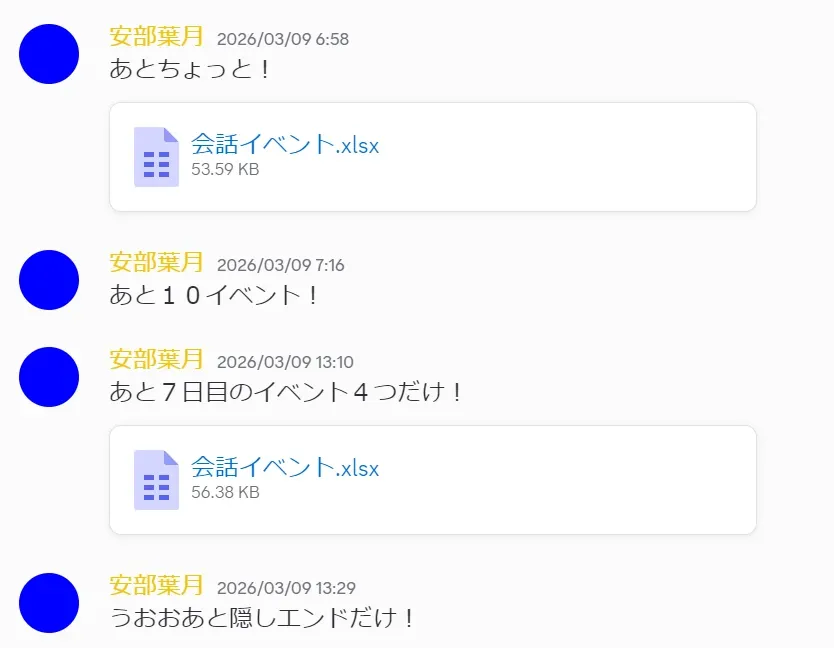 安部葉月 2026/03/09 6:58
あとちょっと！
会話イベント.xlsx
53.59 KB
安部葉月 2026/03/09 7:16
あと１０イベント！
安部葉月 2026/03/09 13:10
あと７日目のイベント４つだけ！
会話イベント.xlsx
56.38 KB
安部葉月 2026/03/09 13:29
うおおあと隠しエンドだけ！